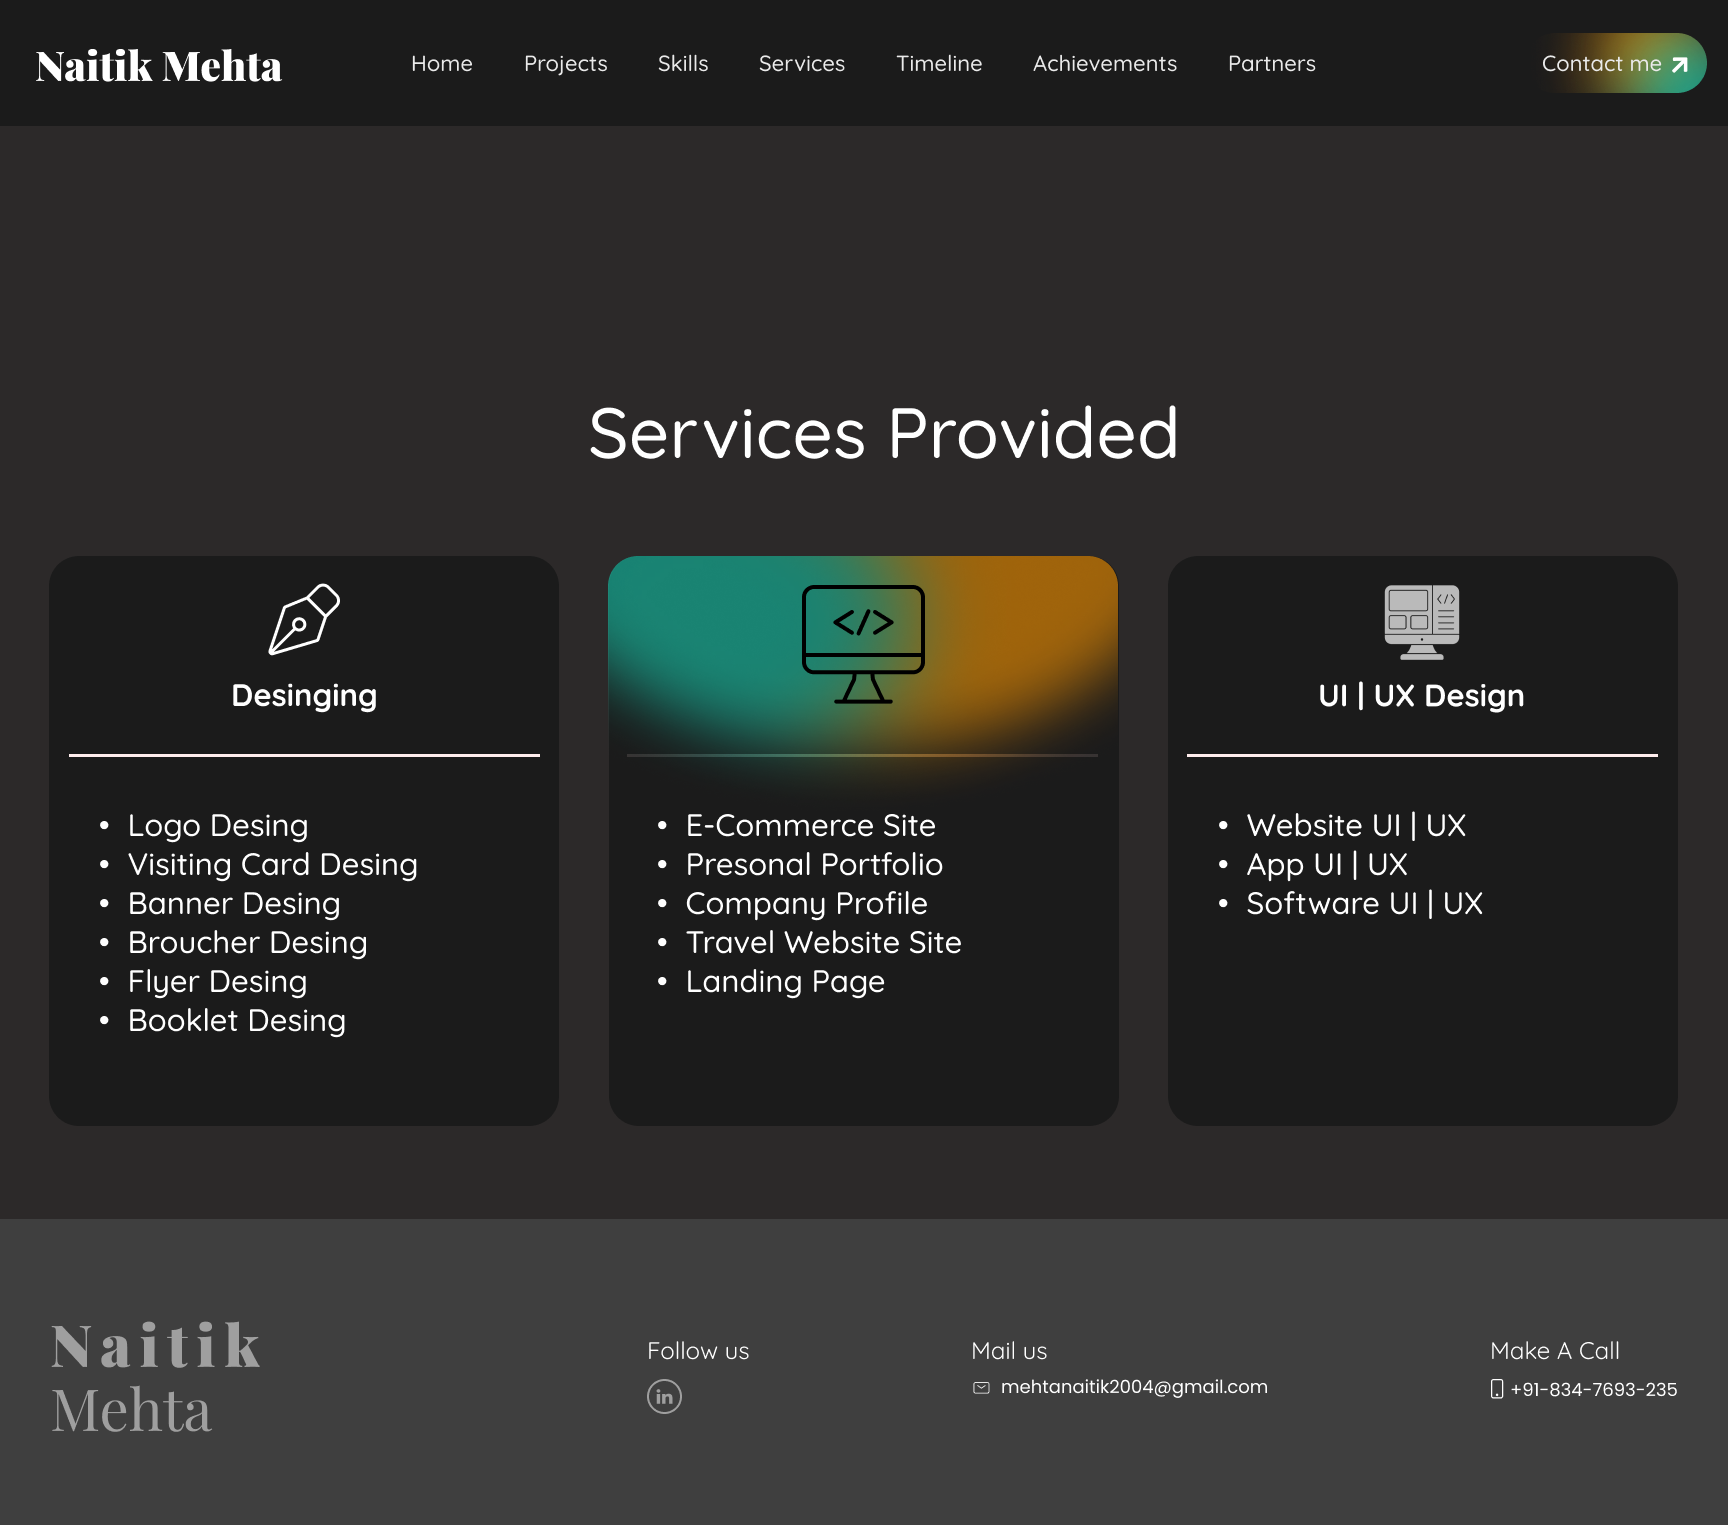 Naitik Mehta
Home Projects Skills Services Timeline Achievements Partners Contact me
Services Provided
Desinging
• Logo Desing
• Visiting Card Desing
• Banner Desing
• Broucher Desing
• Flyer Desing
• Booklet Desing
</>
• E-Commerce Site
• Presonal Portfolio
• Company Profile
• Travel Website Site
• Landing Page
UI | UX Design
• Website UI | UX
• App UI | UX
• Software UI | UX
Naitik
Mehta
Follow us
in
Mail us
mehtanaitik2004@gmail.com
Make A Call
+91-834-7693-235